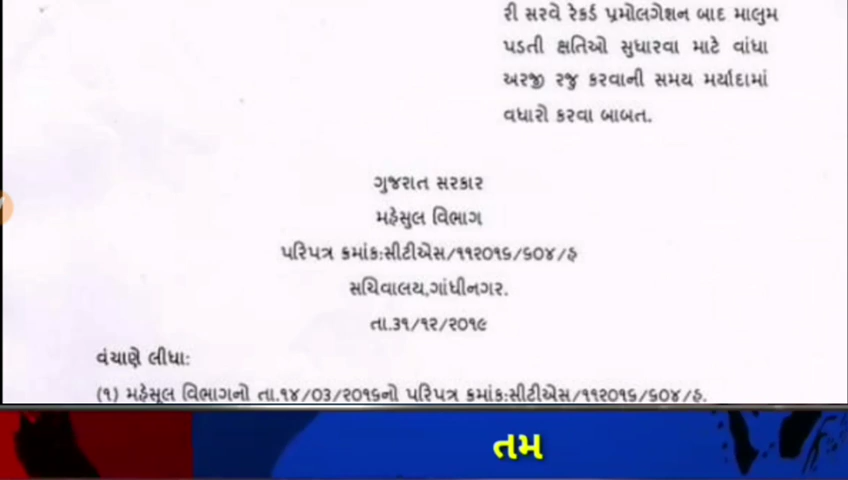 રી સરવે રેકર્ડ પ્રમોલગેશન બાદ માલુમ
પડતી ક્ષતિઓ સુધારવા માટે વાંધા
અરજી રજુ કરવાની સમય મર્યાદામાં
વધારો કરવા બાબત.
ગુજરાત સરકાર
મહેસુલ વિભાગ
પરિપત્ર ક્રમાંક:સીટીએસ/૧૧૨૦૧૬/૬૦૪/હ
સચિવાલય,ગાંધીનગર.
તા.૩૧/૧૨/૨૦૧૯
વંચાણે લીધા:
(૧) મહેસૂલ વિભાગનો તા.૧૪/૦૩/૨૦૧૬નો પરિપત્ર ક્રમાંક:સીટીએસ/૧૧૨૦૧૬/૬૦૪/હ.
તમ